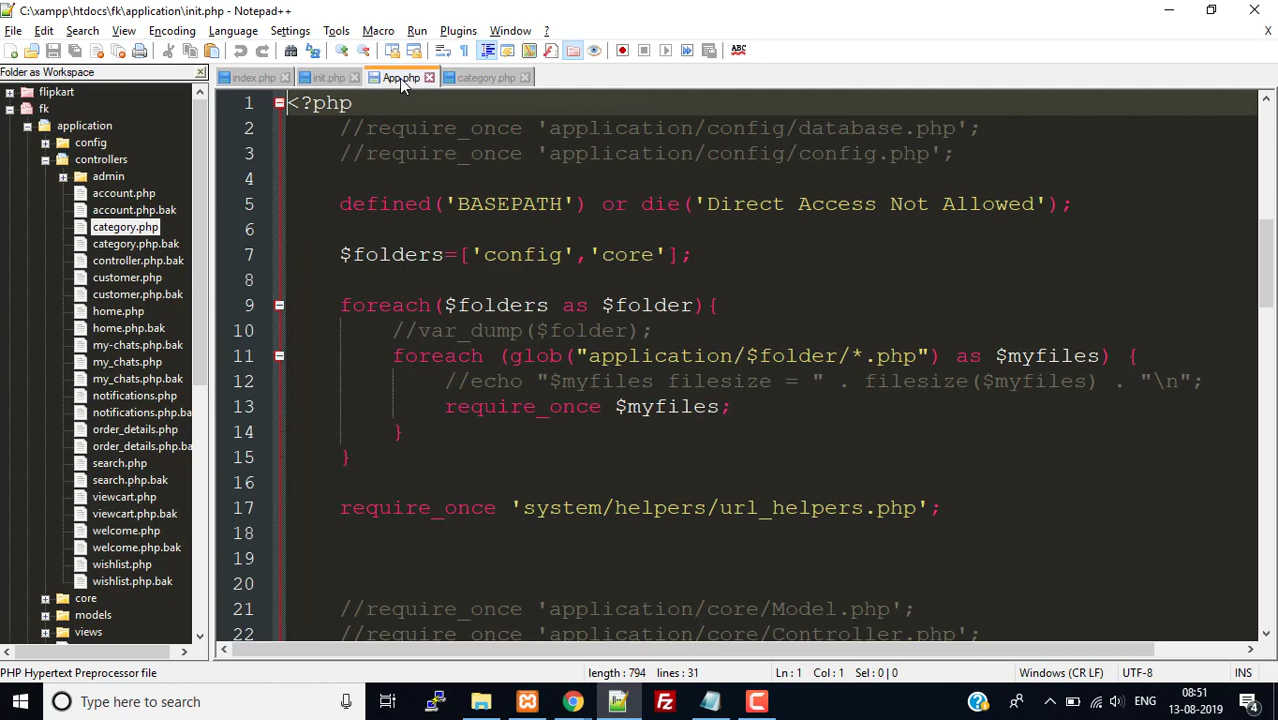 C:\xampp\htdocs\fk\application\init.php - Notepad++
File Edit Search View Encoding Language Settings Tools Macro Run Plugins Window ?
ABC
Folder as Workspace
index.php init.php App.php category.php
flipkart
fk
application
config
controllers
admin
account.php
account.php.bak
category.php
category.php.bak
controller.php.bak
customer.php
customer.php.bak
home.php
home.php.bak
my-chats.php.bak
my_chats.php
my_chats.php.bak
notifications.php
notifications.php.ba
order_details.php
order_details.php.ba
search.php
search.php.bak
viewcart.php
viewcart.php.bak
welcome.php
welcome.php.bak
wishlist.php
wishlist.php.bak
core
models
views
1 <?php
2 //require_once 'application/config/database.php';
3 //require_once 'application/config/config.php';
4
5 defined('BASEPATH') or die('Direct Access Not Allowed');
6
7 $folders=['config','core'];
8
9 foreach($folders as $folder){
10 //var_dump($folder);
11 foreach (glob("application/$folder/*.php") as $myfiles) {
12 //echo "$myfiles filesize = " . filesize($myfiles) . "\n";
13 require_once $myfiles;
14 }
15 }
16
17 require_once 'system/helpers/url_helpers.php';
18
19
20
21 //require_once 'application/core/Model.php';
22 //require_once 'application/core/Controller.php';
PHP Hypertext Preprocessor file length : 794 lines : 31 Ln : 1 Col : 1 Sel : 0 | 0 Windows (CR LF) UTF-8 INS
Type here to search
ENG
08:51
13-08-2019
4